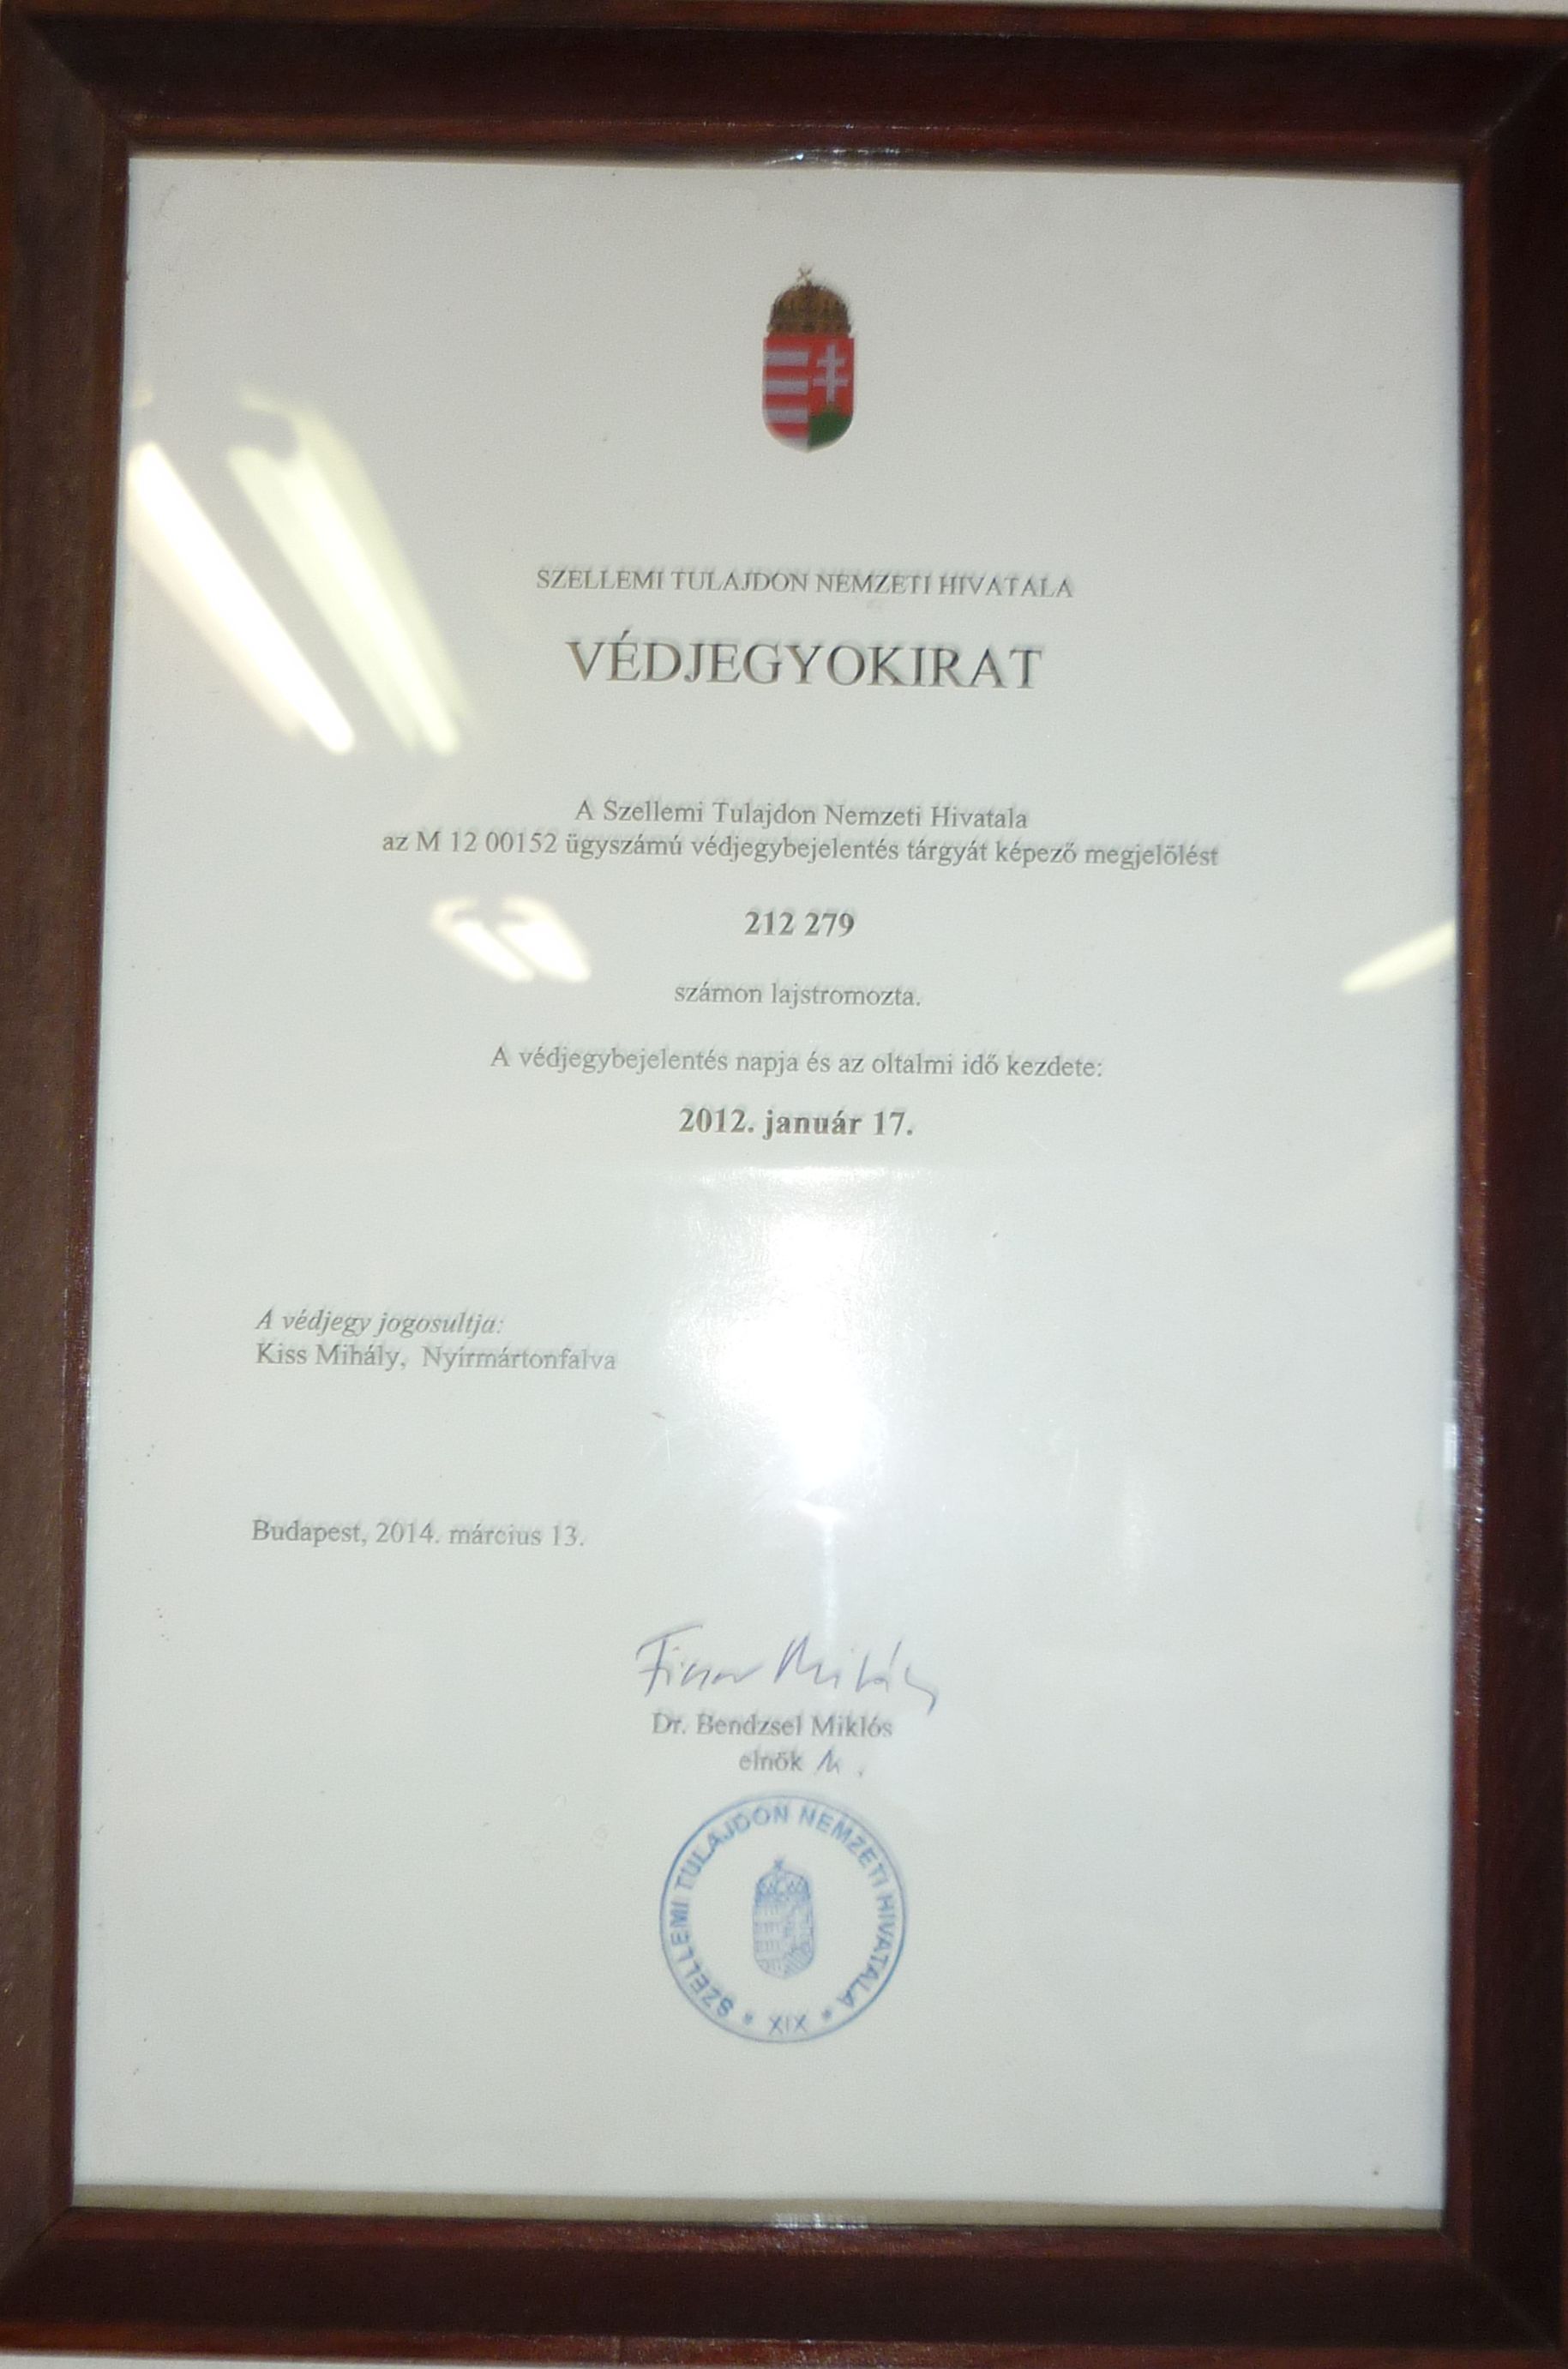 SZELLEMI TULAJDON NEMZETI HIVATALA
VÉDJEGYOKIRAT
A Szellemi Tulajdon Nemzeti Hivatala
az M 12 00152 ügyszámú védjegybejelentés tárgyát képező megjelölést
212 279
számon lajstromozta.
A védjegybejelentés napja és az oltalmi idő kezdete:
2012. január 17.
A védjegy jogosultja:
Kiss Mihály, Nyírmártonfalva
Budapest, 2014. március 13.
Mihály
Dr. Bendzsel Miklós
elnök
SZELLEMI TULAJDON NEMZETI HIVATALA * XIX *